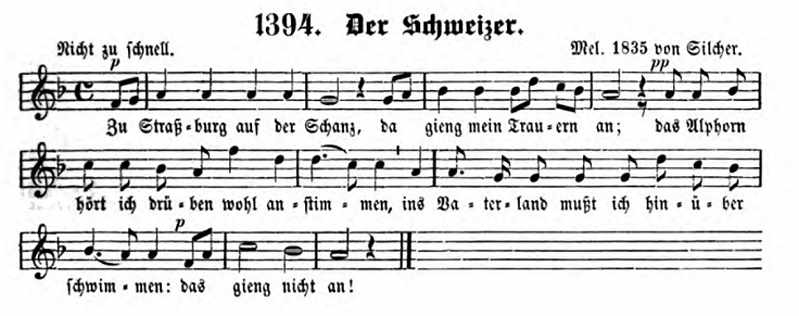 1394. Der Schweizer.
Nicht zu schnell. Mel. 1835 von Silcher.
p pp
Zu Straß-burg auf der Schanz, da gieng mein Trau-ern an; das Alphorn
hört ich drü-ben wohl an-stim-men, ins Va-ter-land mußt ich hin-ü-ber
p
schwim-men: das gieng nicht an!